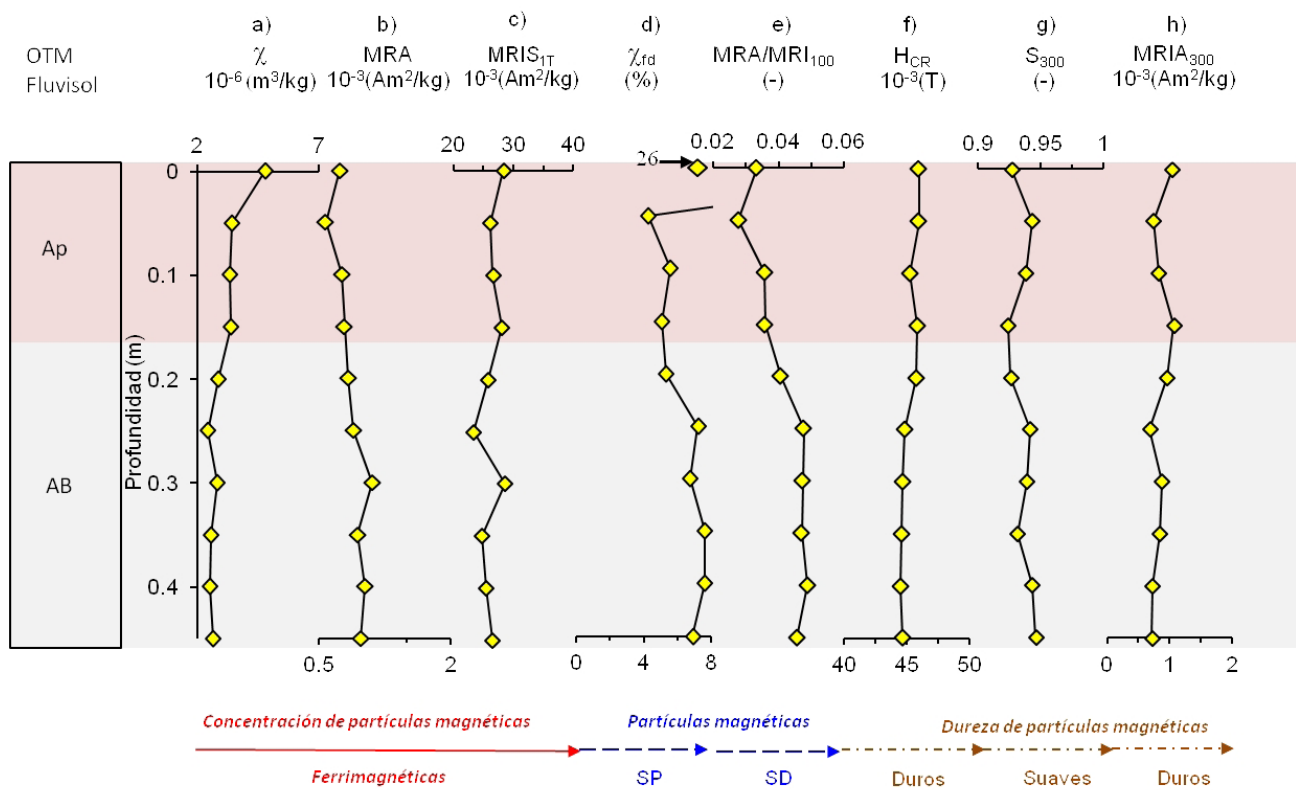 OTM
Fluvisol
a)
χ
10⁻⁶ (m³/kg)
b)
MRA
10⁻³(Am²/kg)
c)
MRIS₁T
10⁻³(Am²/kg)
d)
χfd
(%)
e)
MRA/MRI₁₀₀
(-)
f)
HCR
10⁻³(T)
g)
S₃₀₀
(-)
h)
MRIA₃₀₀
10⁻³(Am²/kg)
2 7 20 30 40 0.02 0.04 0.06 0.9 0.95 1
26
0
0.1
0.2
0.3
0.4
Profundidad (m)
Ap
AB
0.5 2 0 4 8 40 45 50 0 1 2
Concentración de partículas magnéticas
Partículas magnéticas
Dureza de partículas magnéticas
Ferrimagnéticas
SP
SD
Duros
Suaves
Duros